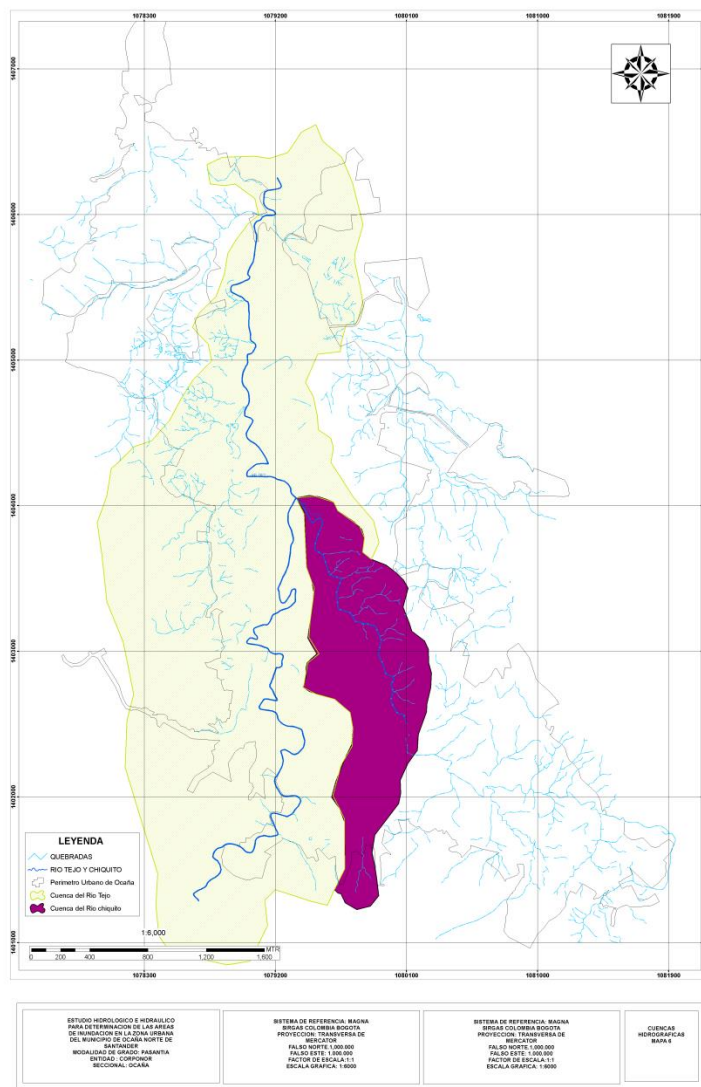 1078300 1079200 1080100 1081000 1081900
1407000
1406000
1405000
1404000
1403000
1402000
1401000
LEYENDA
QUEBRADAS
RIO TEJO Y CHIQUITO
Perimetro Urbano de Ocaña
Cuenca del Rio Tejo
Cuenca del Rio chiquito
1:6,000
MTR
0 200 400 800 1,200 1,600
1078300 1079200 1080100 1081000 1081900
ESTUDIO HIDROLOGICO E HIDRAULICO
PARA DETERMINACION DE LAS AREAS
DE INUNDACION EN LA ZONA URBANA
DEL MUNICIPIO DE OCAÑA NORTE DE
SANTANDER
MODALIDAD DE GRADO: PASANTIA
ENTIDAD : CORPONOR
SECCIONAL: OCAÑA
SISTEMA DE REFERENCIA: MAGNA
SIRGAS COLOMBIA BOGOTA
PROYECCION: TRANSVERSA DE
MERCATOR
FALSO NORTE.1,000.000
FALSO ESTE: 1.000.000
FACTOR DE ESCALA:1:1
ESCALA GRAFICA: 1:6000
SISTEMA DE REFERENCIA: MAGNA
SIRGAS COLOMBIA BOGOTA
PROYECCION: TRANSVERSA DE
MERCATOR
FALSO NORTE.1,000.000
FALSO ESTE: 1,000.000
FACTOR DE ESCALA:1:1
ESCALA GRAFICA: 1:6000
CUENCAS
HIDROGRAFICAS
MAPA 6